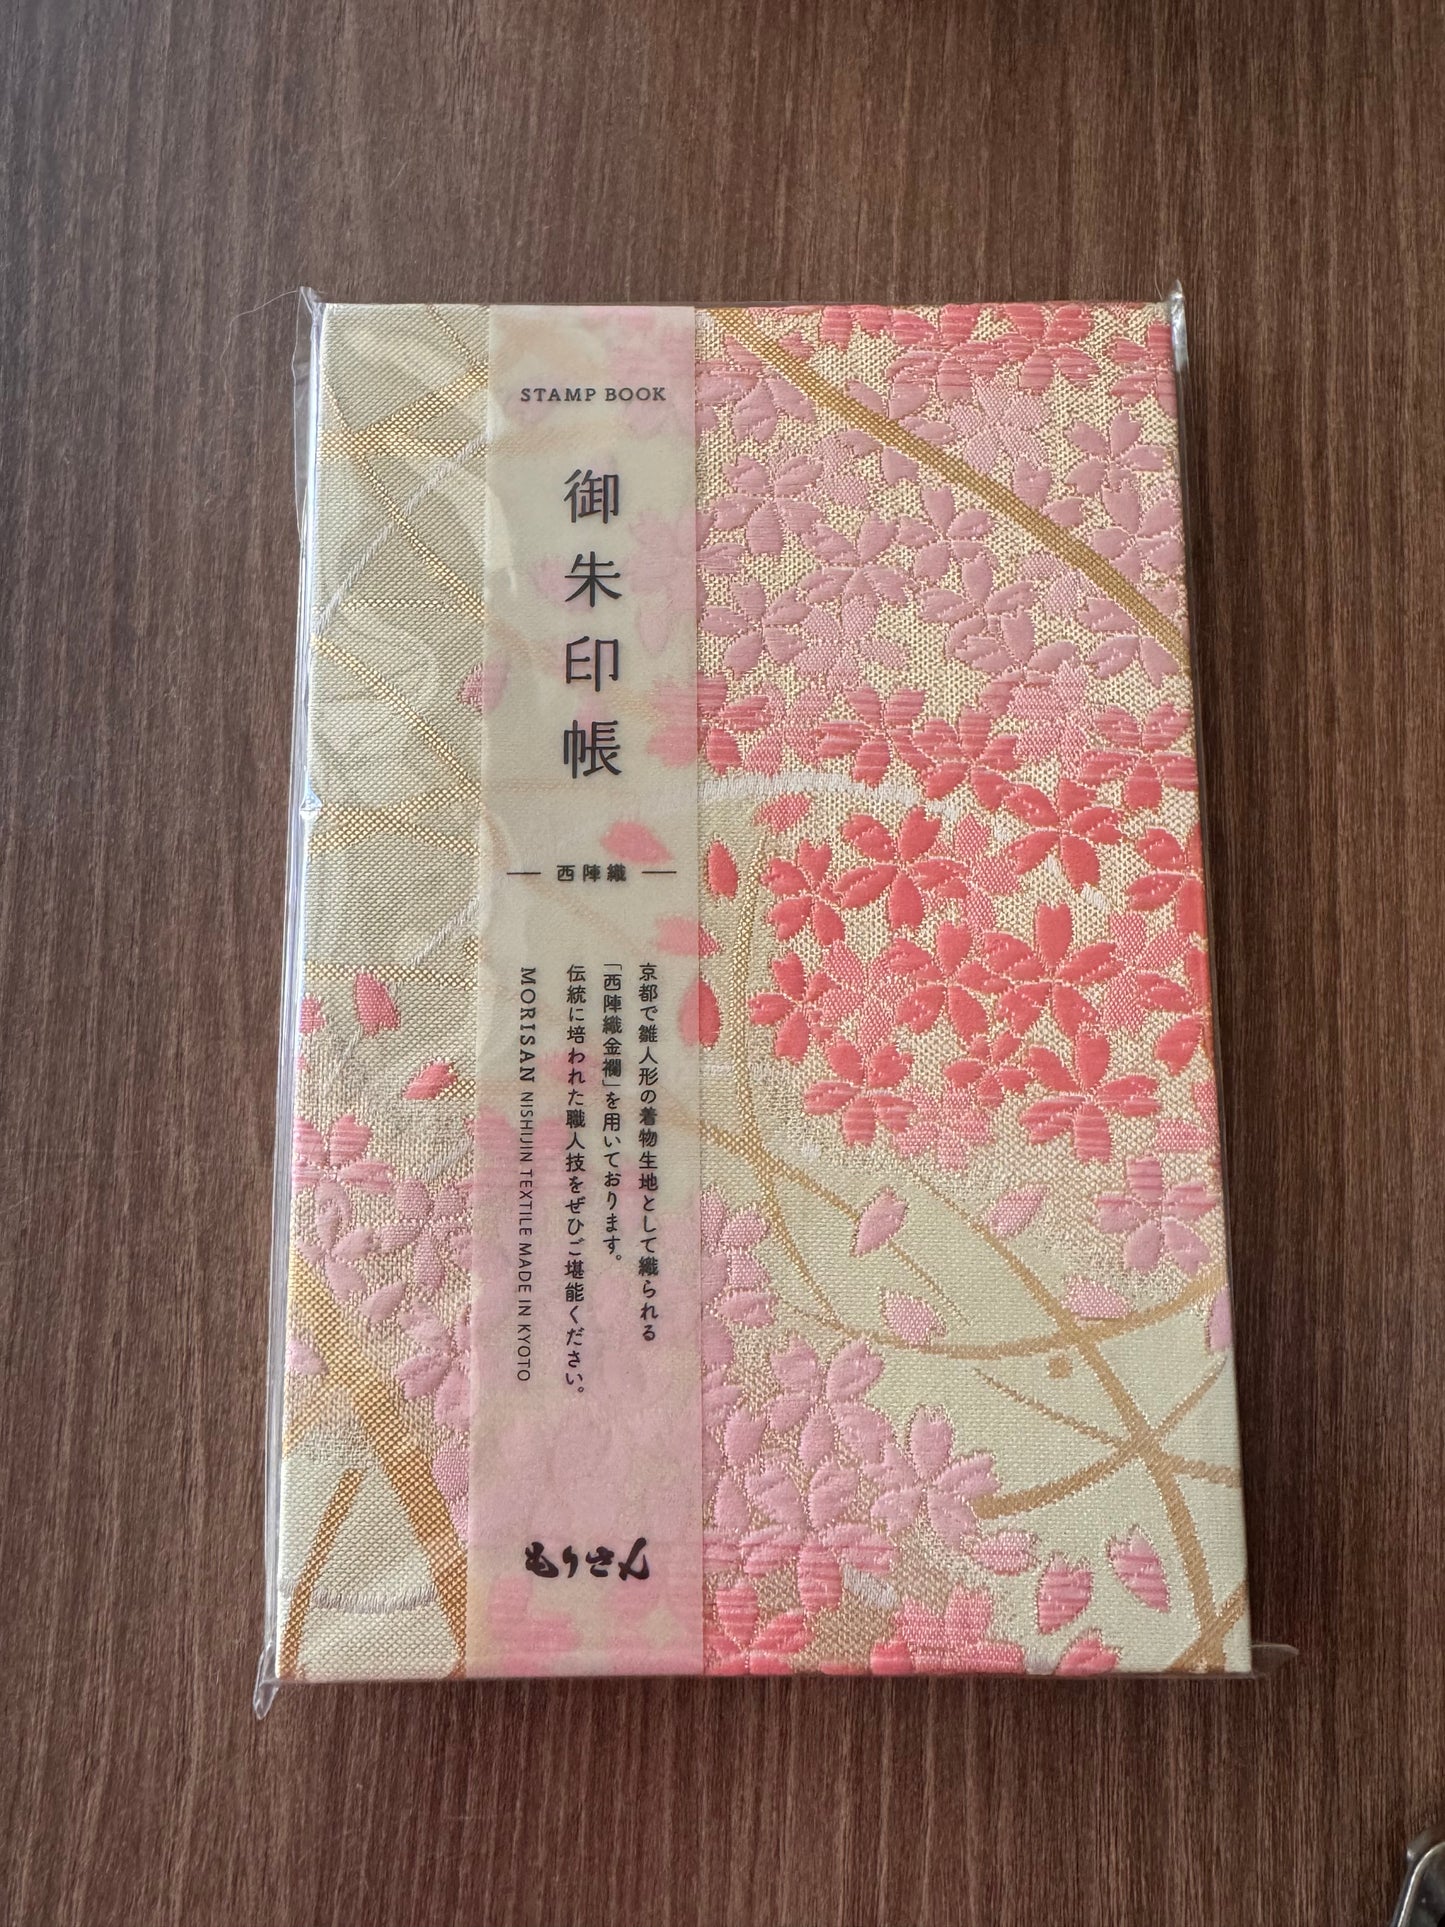 STAMP BOOK
御朱印帳
西陣織
京都で雛人形の着物生地として織られる
「西陣織金襴」を用いております。
伝統に培われた職人技をぜひご堪能ください。
MORISAN NISHIJIN TEXTILE MADE IN KYOTO
もりさん